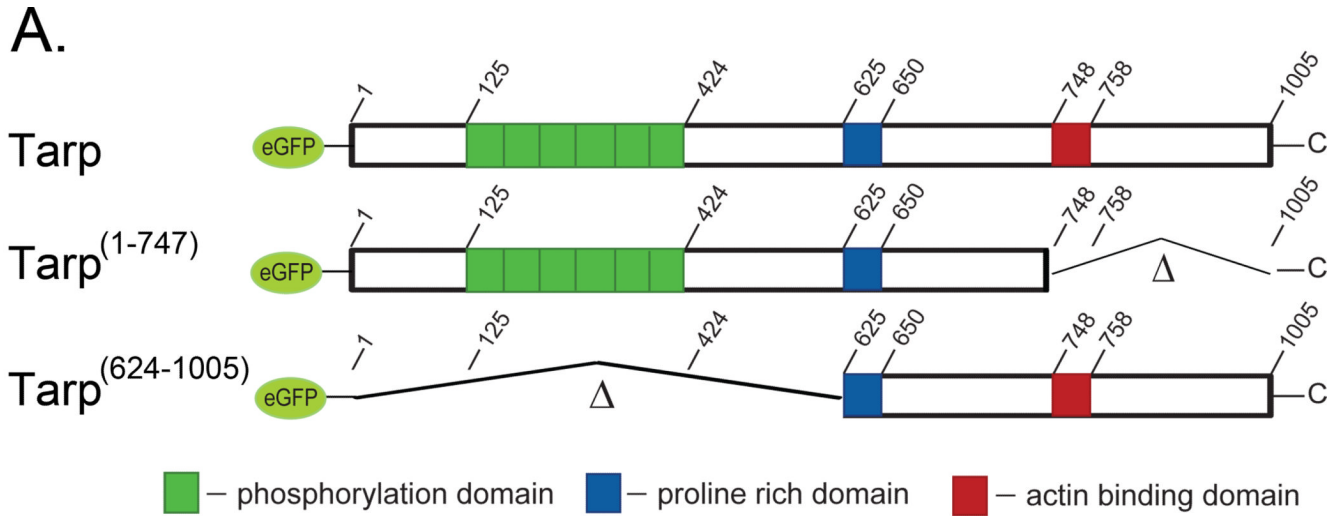 A.
1 125 424 625 650 748 758 1005
Tarp eGFP C
1 125 424 625 650 748 758 1005
Tarp(1-747) eGFP Δ C
1 125 424 625 650 748 758 1005
Tarp(624-1005) eGFP Δ C
– phosphorylation domain – proline rich domain – actin binding domain